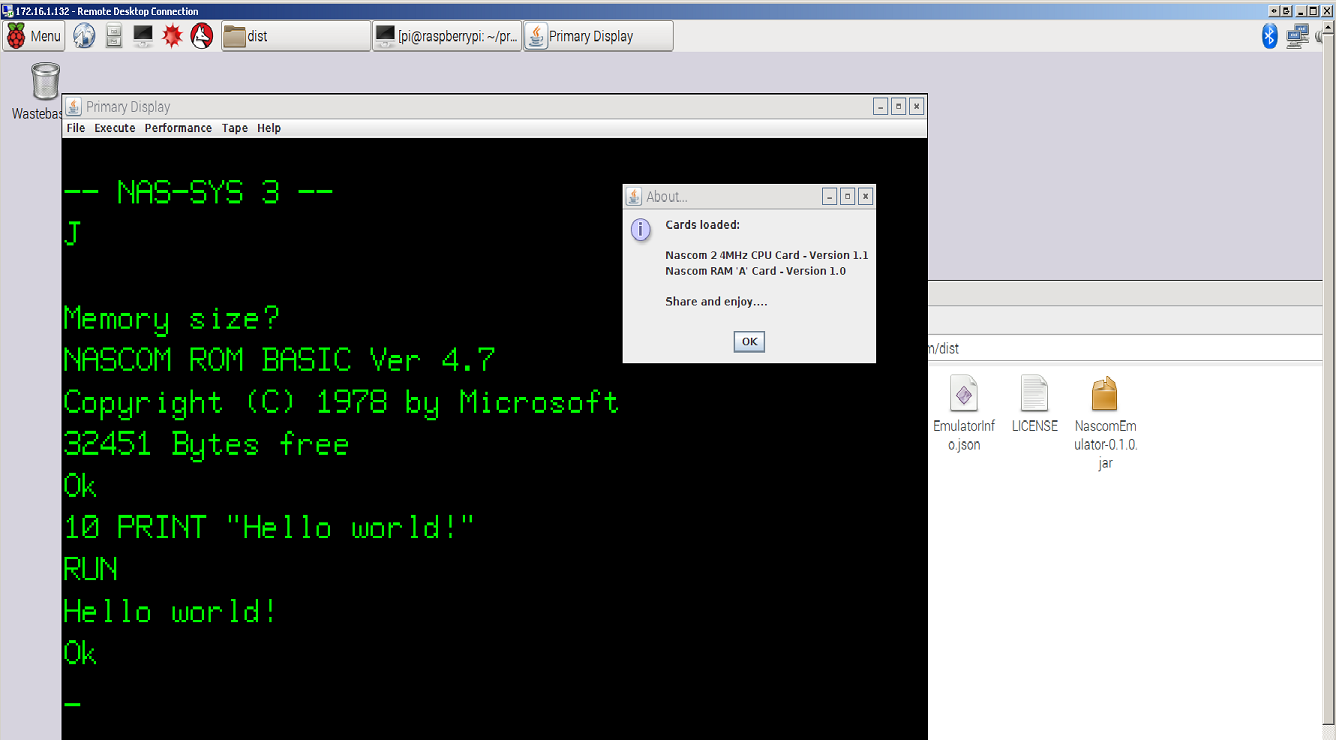 172.16.1.132 - Remote Desktop Connection
Menu
dist
[pi@raspberrypi: ~/pr...
Primary Display
Primary Display
File Execute Performance Tape Help
-- NAS-SYS 3 --
J
Memory size?
NASCOM ROM BASIC Ver 4.7
Copyright (C) 1978 by Microsoft
32451 Bytes free
Ok
10 PRINT "Hello world!"
RUN
Hello world!
Ok
_
About...
Cards loaded:
Nascom 2 4MHz CPU Card - Version 1.1
Nascom RAM 'A' Card - Version 1.0
Share and enjoy....
OK
/dist
EmulatorInf
o.json
LICENSE
NascomEm
ulator-0.1.0.
jar